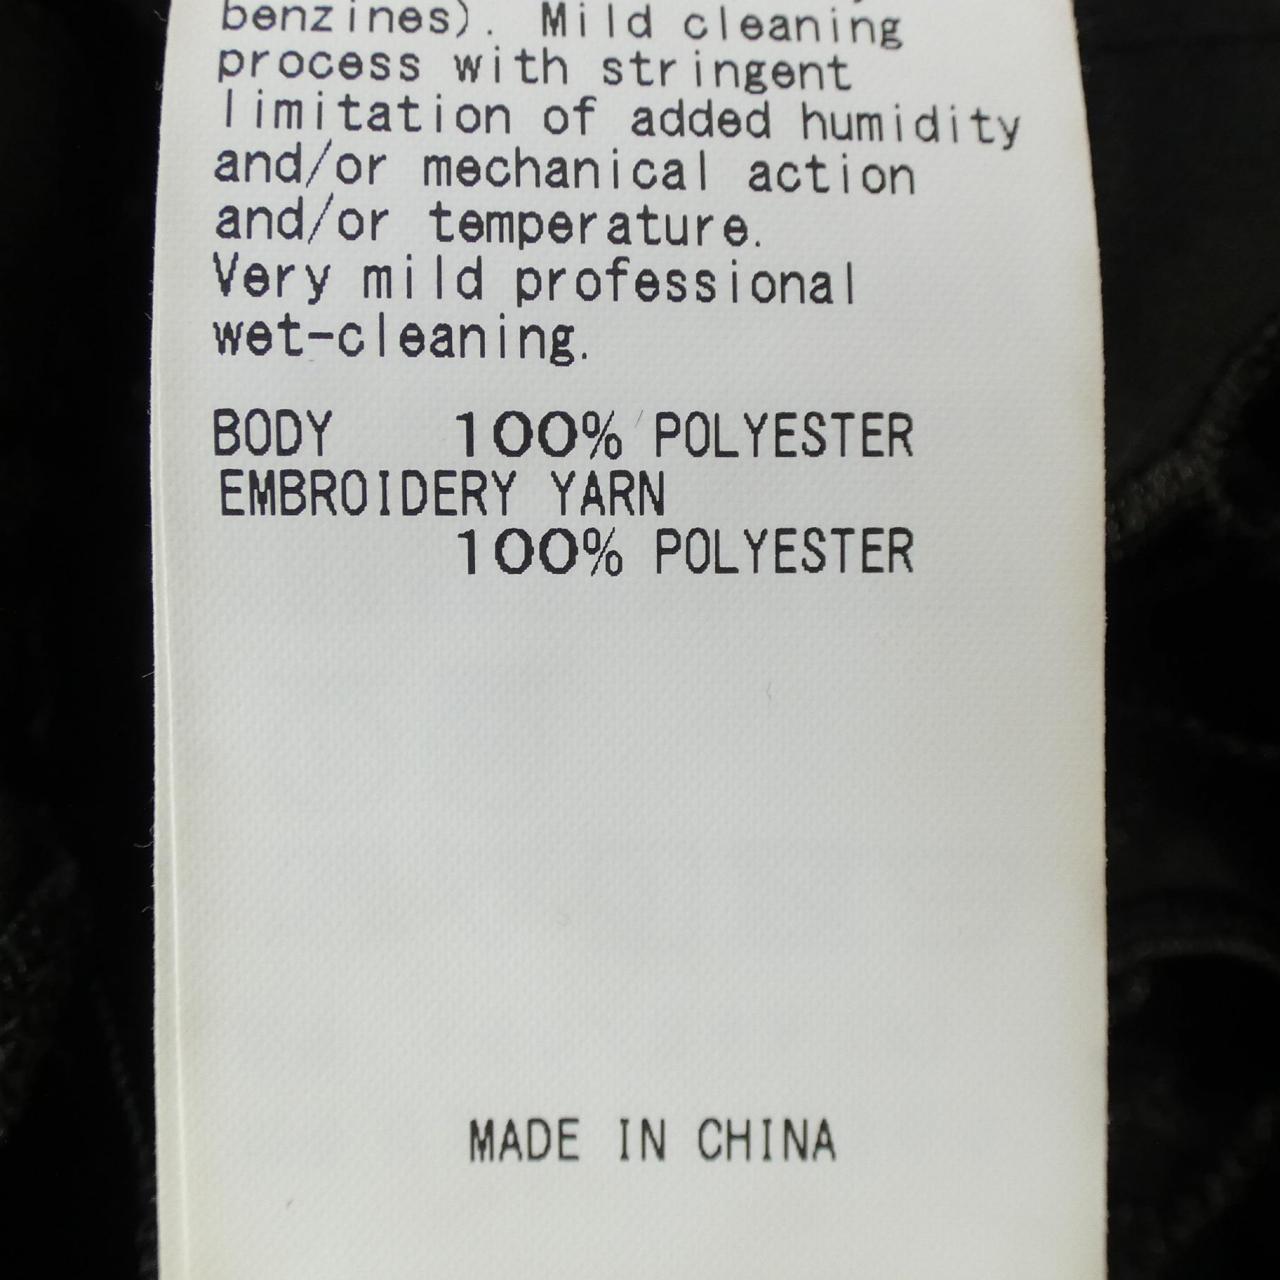 benzines). Mild cleaning
process with stringent
limitation of added humidity
and/or mechanical action
and/or temperature.
Very mild professional
wet-cleaning.
BODY 100% POLYESTER
EMBROIDERY YARN
100% POLYESTER
MADE IN CHINA